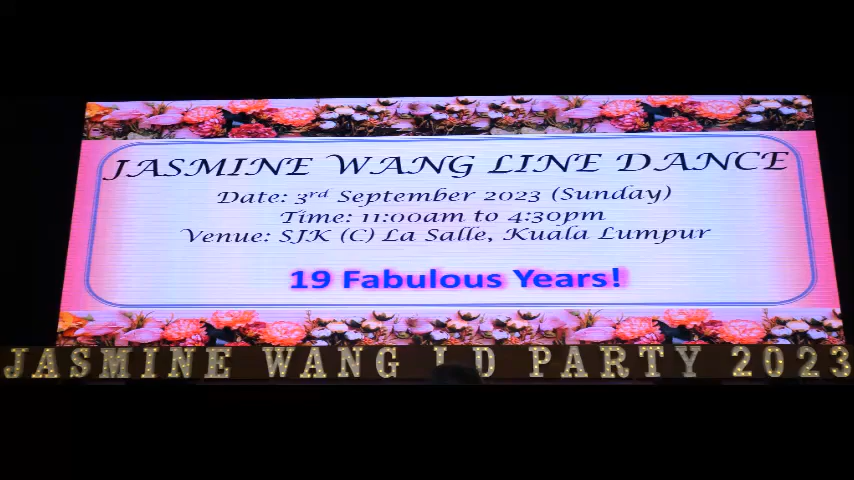 JASMINE WANG LINE DANCE
Date: 3rd September 2023 (Sunday)
Time: 11:00am to 4:30pm
Venue: SJK (C) La Salle, Kuala Lumpur
19 Fabulous Years!
JASMINE WANG LD PARTY 2023